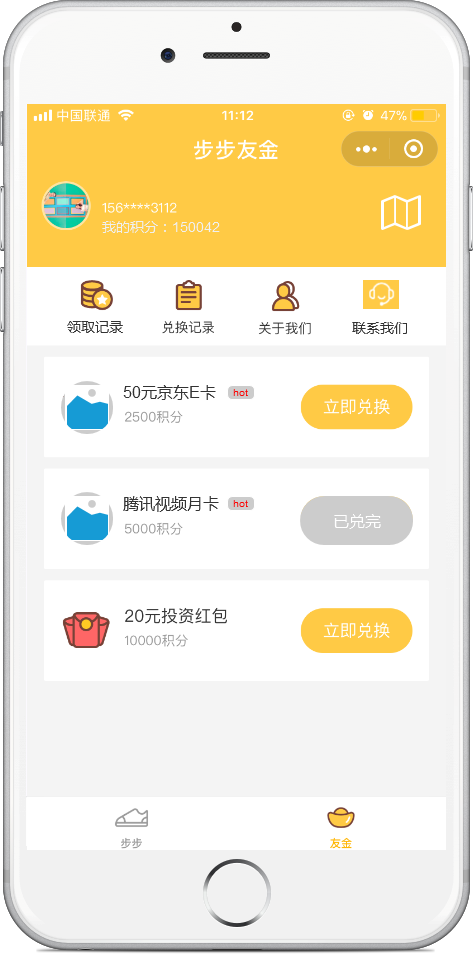 中国联通 11:12 47%
步步友金
156****3112
我的积分：150042
领取记录 兑换记录 关于我们 联系我们
50元京东E卡 hot
2500积分
立即兑换
腾讯视频月卡 hot
5000积分
已兑完
20元投资红包
10000积分
立即兑换
步步 友金